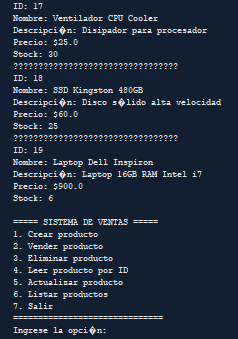 ID: 17
Nombre: Ventilador CPU Cooler
Descripci�n: Disipador para procesador
Precio: $25.0
Stock: 30
?????????????????????????????????
ID: 18
Nombre: SSD Kingston 480GB
Descripci�n: Disco s�lido alta velocidad
Precio: $60.0
Stock: 25
?????????????????????????????????
ID: 19
Nombre: Laptop Dell Inspiron
Descripci�n: Laptop 16GB RAM Intel i7
Precio: $900.0
Stock: 6
===== SISTEMA DE VENTAS =====
1. Crear producto
2. Vender producto
3. Eliminar producto
4. Leer producto por ID
5. Actualizar producto
6. Listar productos
7. Salir
==============================
Ingrese la opci�n: